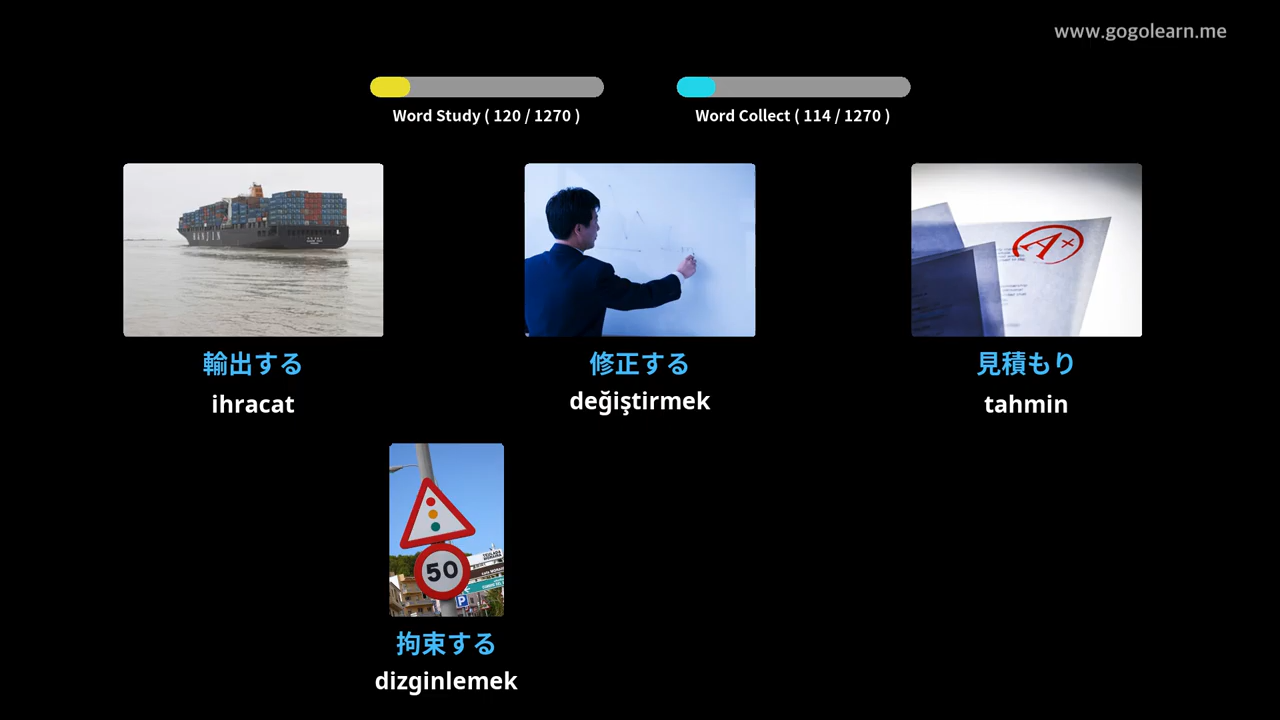 www.gogolearn.me
Word Study ( 120 / 1270 )
Word Collect ( 114 / 1270 )
HANJIN
A+
輸出する
修正する
見積もり
ihracat
değiştirmek
tahmin
50
P
拘束する
dizginlemek